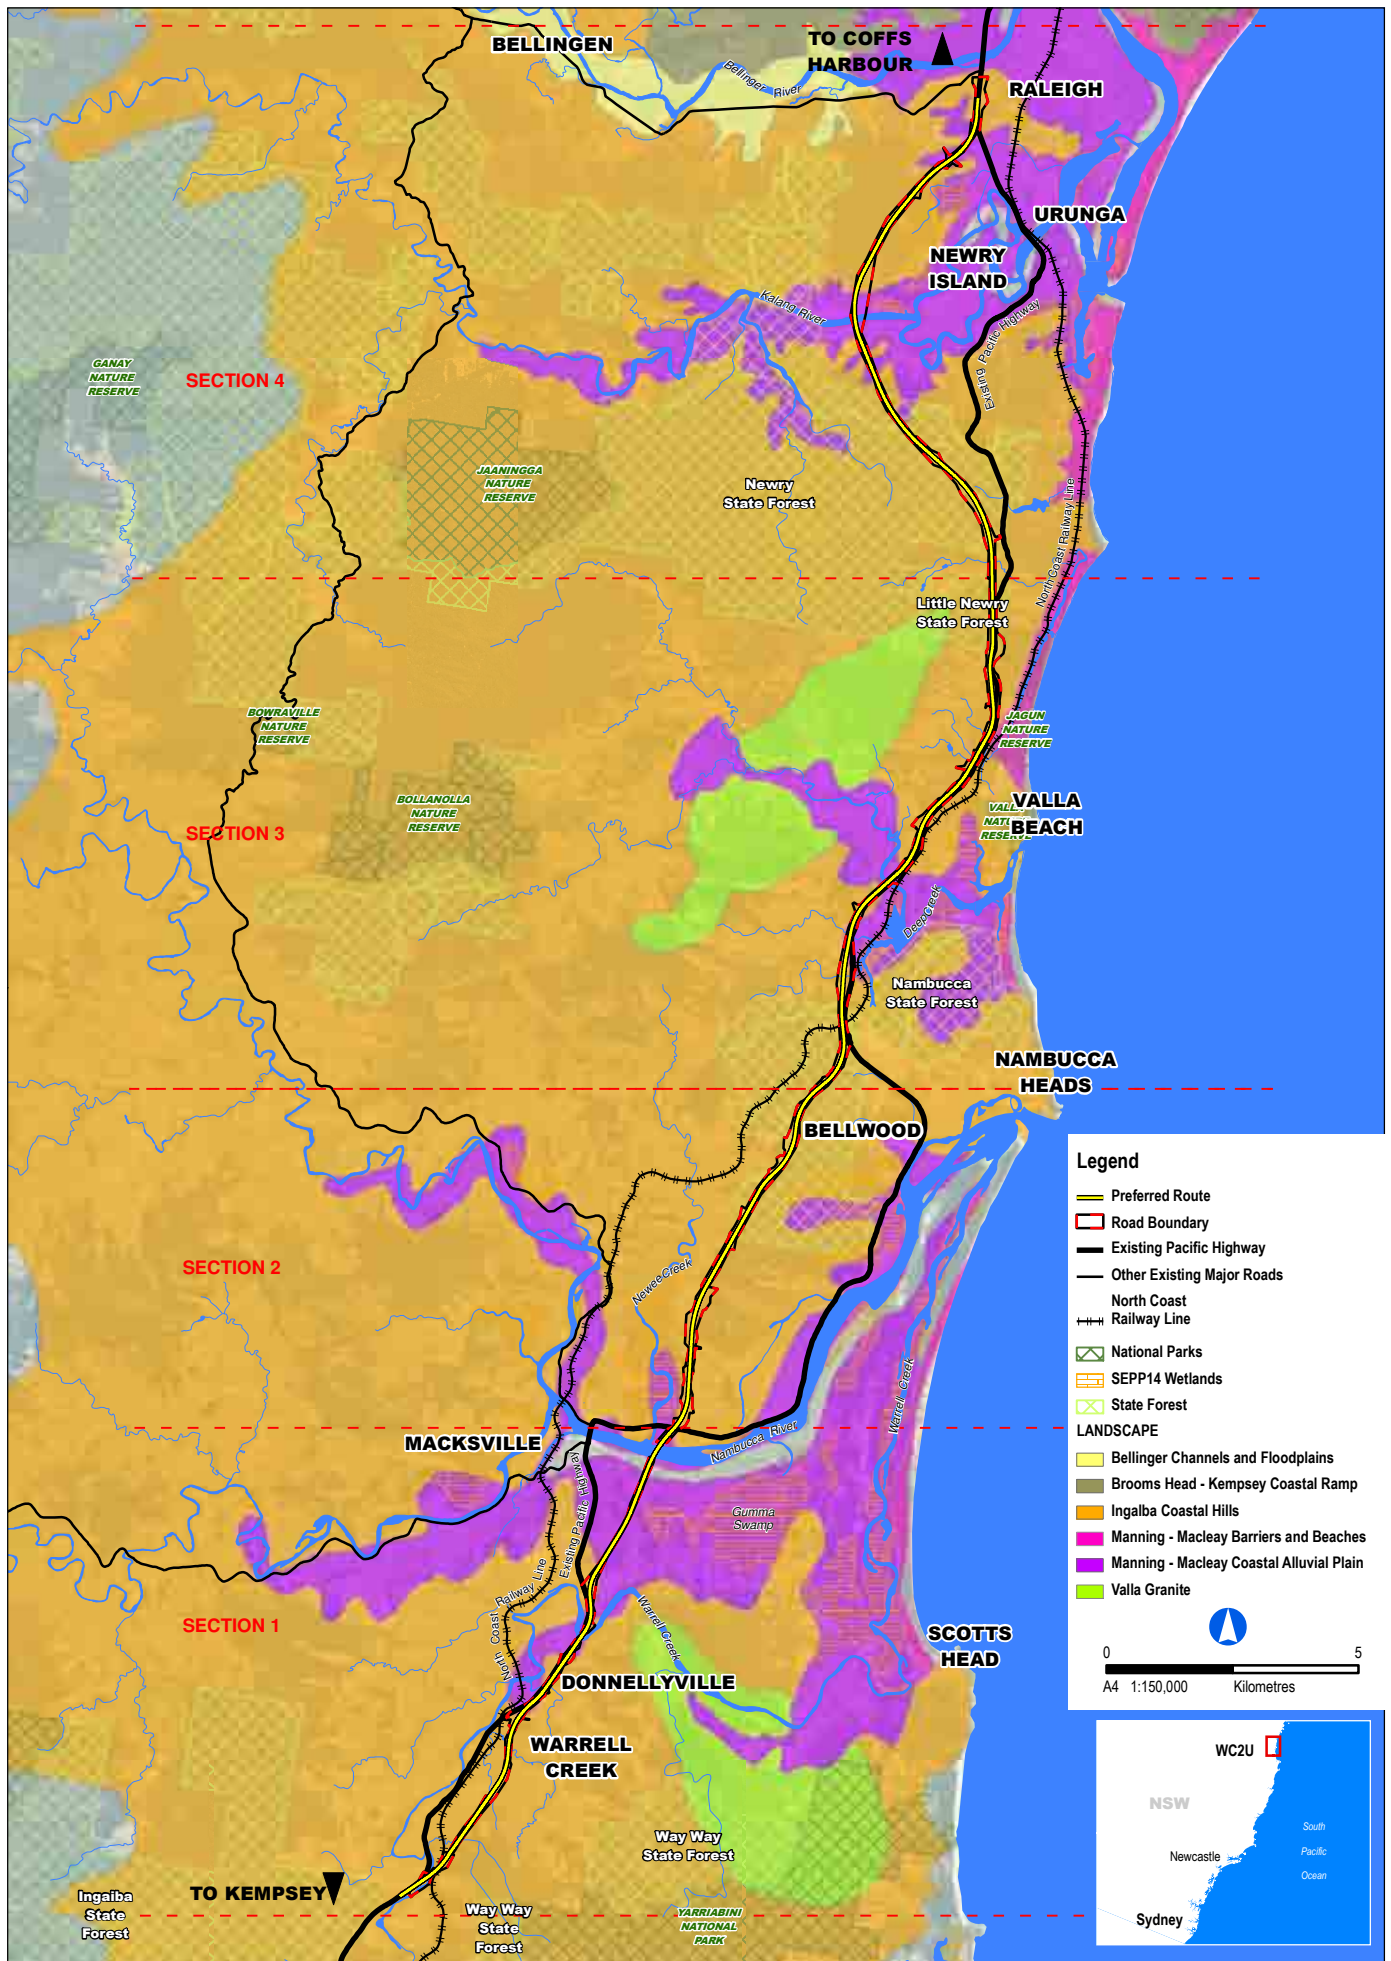 BELLINGEN
TO COFFS
HARBOUR
Bellinger River
RALEIGH
URUNGA
NEWRY
ISLAND
Kalang River
Existing Pacific Highway
GANAY
NATURE
RESERVE
SECTION 4
JAANINGGA
NATURE
RESERVE
Newry
State Forest
North Coast Railway Line
Little Newry
State Forest
BOWRAVILLE
NATURE
RESERVE
JAGUN
NATURE
RESERVE
BOLLANOLLA
NATURE
RESERVE
SECTION 3
VALLA
BEACH
VALLA
NATURE
RESERVE
Deep Creek
Nambucca
State Forest
NAMBUCCA
HEADS
BELLWOOD
SECTION 2
Newee Creek
Warrell Creek
MACKSVILLE
Nambucca River
Existing Pacific Highway
Gumma
Swamp
North Coast Railway Line
SECTION 1
Warrell Creek
SCOTTS
HEAD
DONNELLYVILLE
WARRELL
CREEK
Way Way
State Forest
TO KEMPSEY
Ingaiba
State
Forest
Way Way
State
Forest
YARRIABINI
NATIONAL
PARK
Legend
Preferred Route
Road Boundary
Existing Pacific Highway
Other Existing Major Roads
North Coast
Railway Line
National Parks
SEPP14 Wetlands
State Forest
LANDSCAPE
Bellinger Channels and Floodplains
Brooms Head - Kempsey Coastal Ramp
Ingalba Coastal Hills
Manning - Macleay Barriers and Beaches
Manning - Macleay Coastal Alluvial Plain
Valla Granite
0 5
A4 1:150,000 Kilometres
WC2U
NSW
South
Pacific
Ocean
Newcastle
Sydney